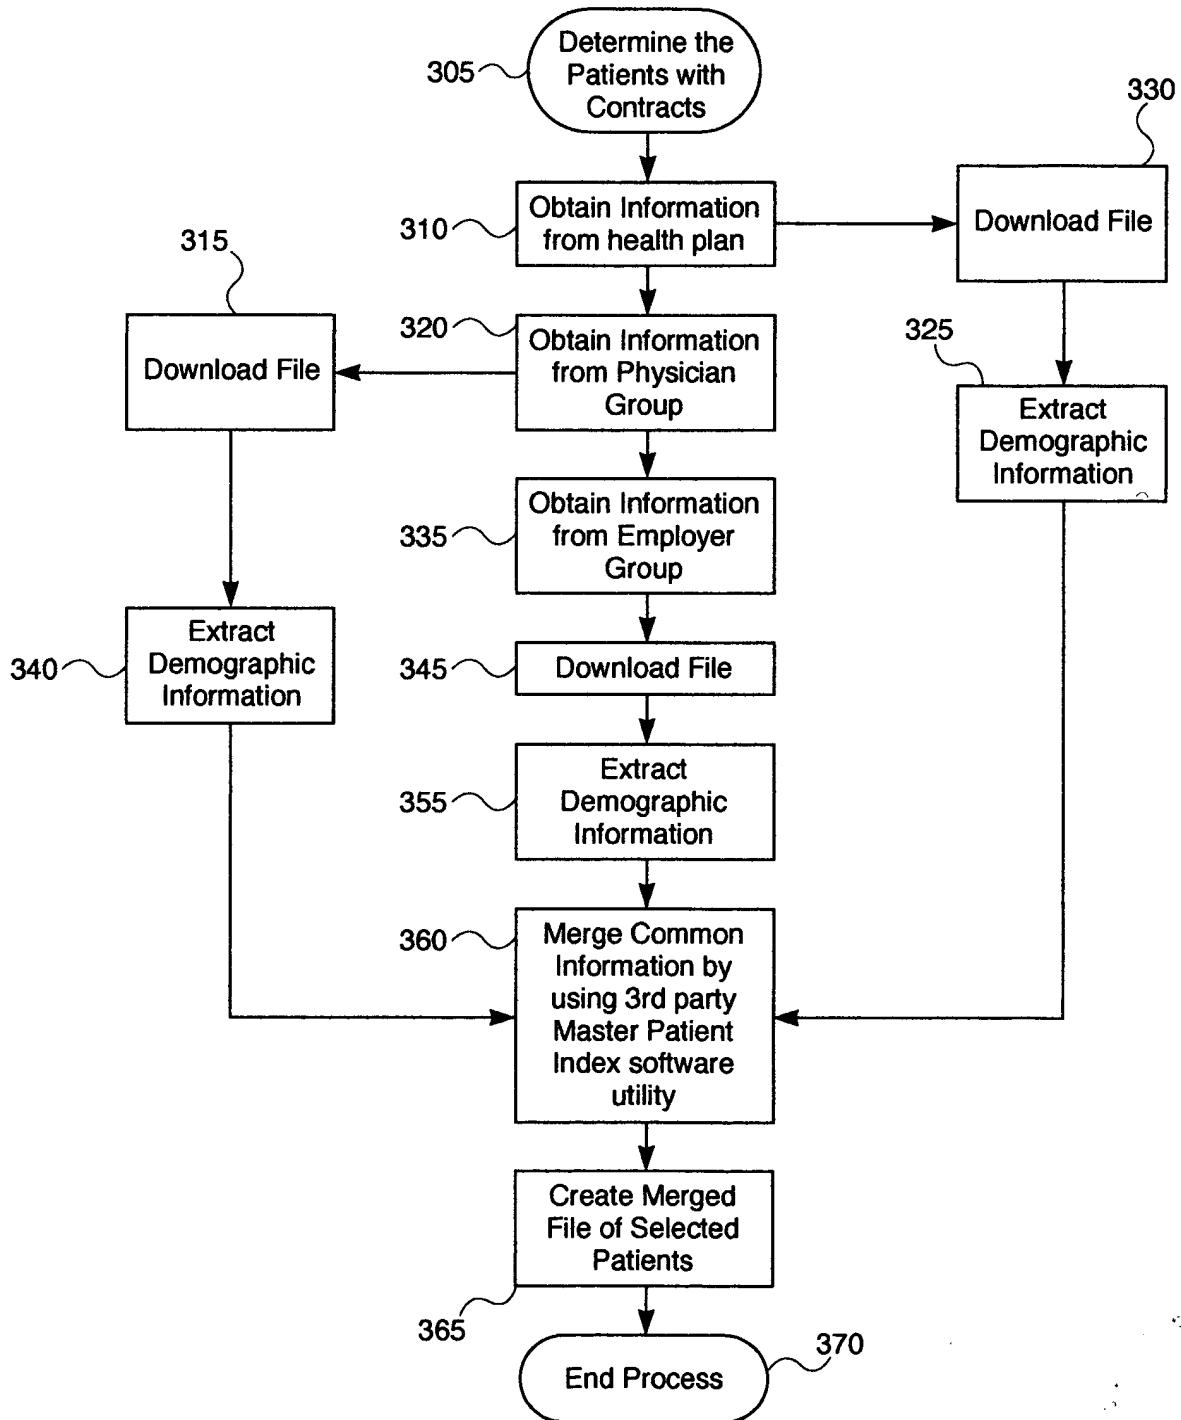 Determine the
Patients with
Contracts
305
330
Obtain Information
from health plan
310
Download File
315
320
Obtain Information
from Physician
Group
Download File
325
Extract
Demographic
Information
Obtain Information
from Employer
Group
335
Extract
Demographic
Information
340
345
Download File
355
Extract
Demographic
Information
360
Merge Common
Information by
using 3rd party
Master Patient
Index software
utility
Create Merged
File of Selected
Patients
365
370
End Process